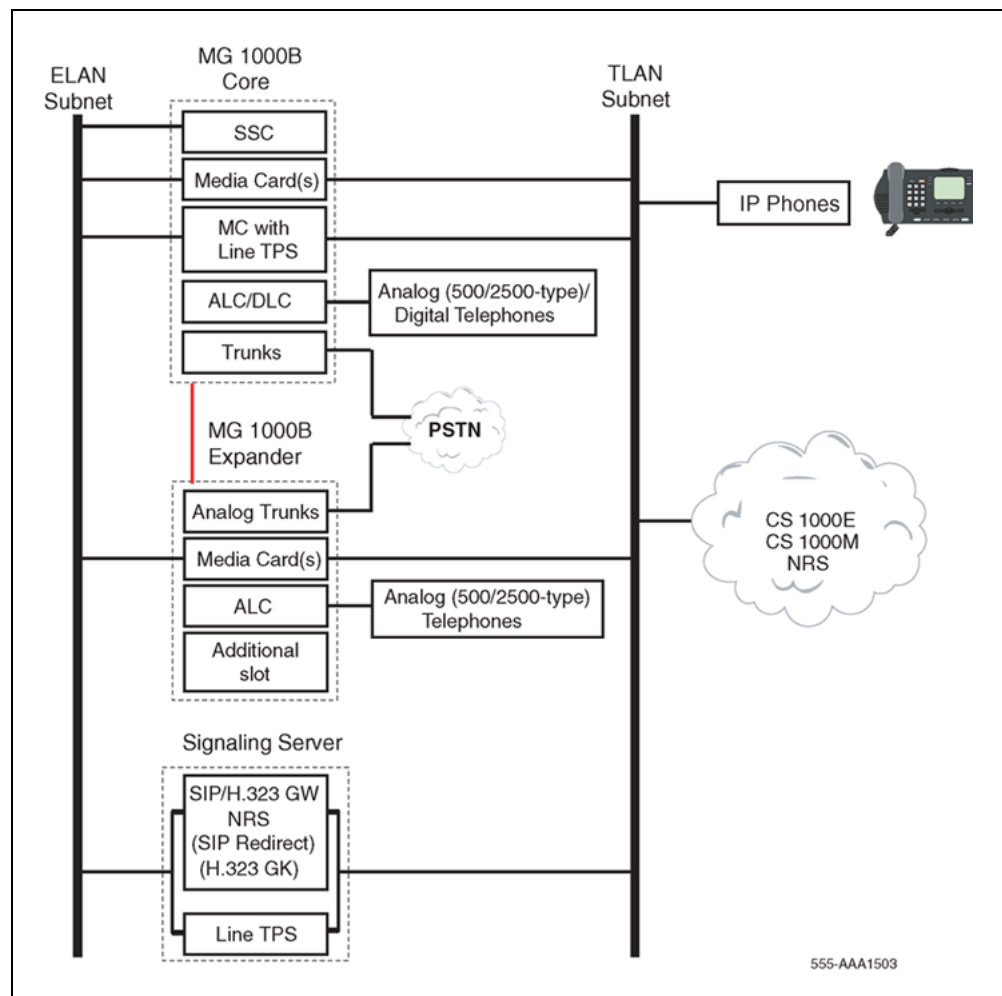 ELAN
Subnet
MG 1000B
Core
TLAN
Subnet
SSC
Media Card(s)
MC with
Line TPS
ALC/DLC
Trunks
Analog (500/2500-type)/
Digital Telephones
IP Phones
PSTN
MG 1000B
Expander
Analog Trunks
Media Card(s)
ALC
Additional
slot
Analog (500/2500-type)
Telephones
CS 1000E
CS 1000M
NRS
Signaling Server
SIP/H.323 GW
NRS
(SIP Redirect)
(H.323 GK)
Line TPS
555-AAA1503